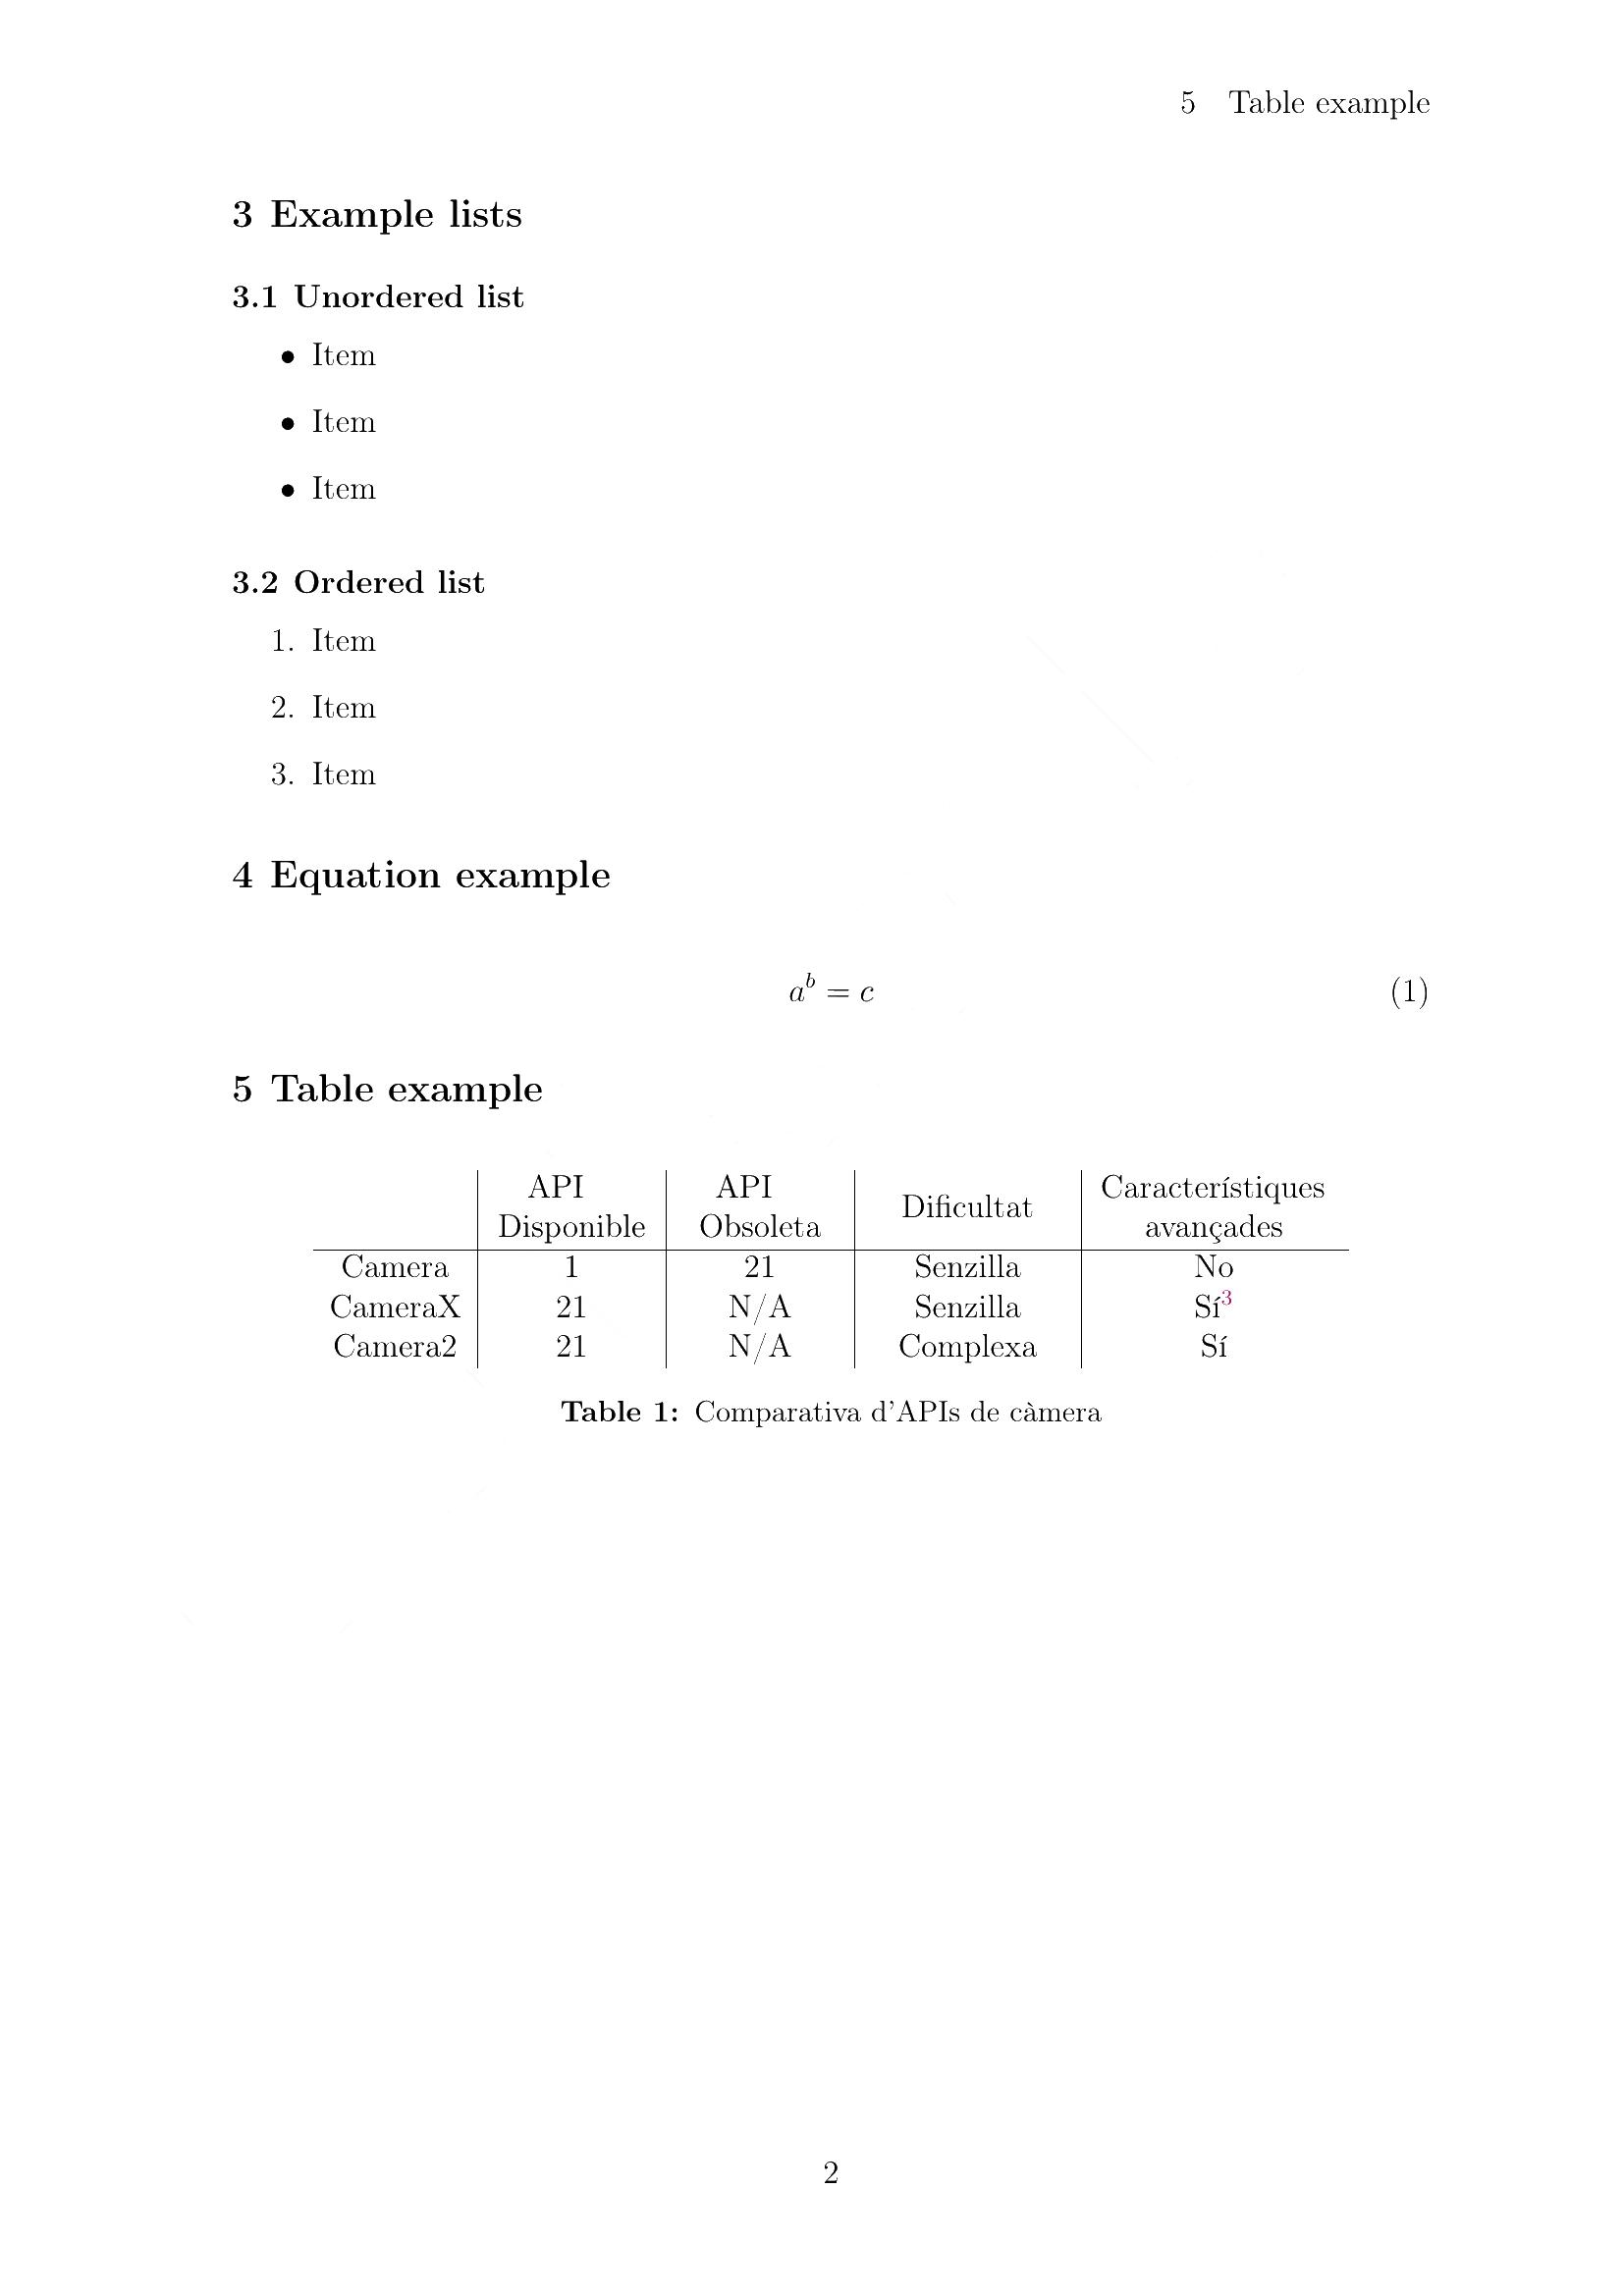 5 Table example
3 Example lists
3.1 Unordered list
• Item
• Item
• Item
3.2 Ordered list
1. Item
2. Item
3. Item
4 Equation example
a^b = c (1)
5 Table example
API API Dificultat Característiques
Disponible Obsoleta avançades
Camera 1 21 Senzilla No
CameraX 21 N/A Senzilla Sí³
Camera2 21 N/A Complexa Sí
Table 1: Comparativa d'APIs de càmera
2